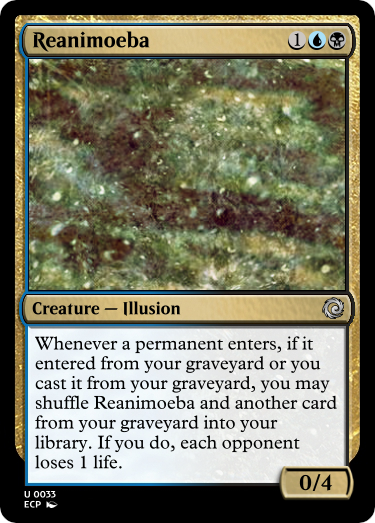 Reanimoeba 1
Creature — Illusion
Whenever a permanent enters, if it
entered from your graveyard or you
cast it from your graveyard, you may
shuffle Reanimoeba and another card
from your graveyard into your
library. If you do, each opponent
loses 1 life.
0/4
U 0033
ECP